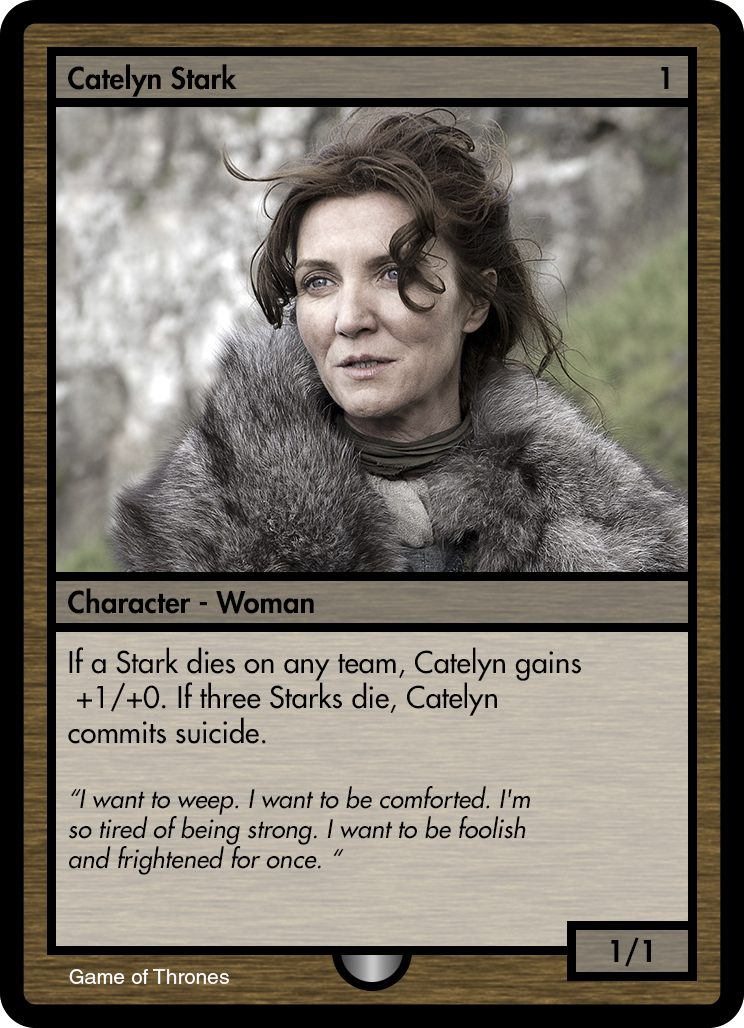 Catelyn Stark 1
Character - Woman
If a Stark dies on any team, Catelyn gains
+1/+0. If three Starks die, Catelyn
commits suicide.
“I want to weep. I want to be comforted. I'm
so tired of being strong. I want to be foolish
and frightened for once. “
1/1
Game of Thrones